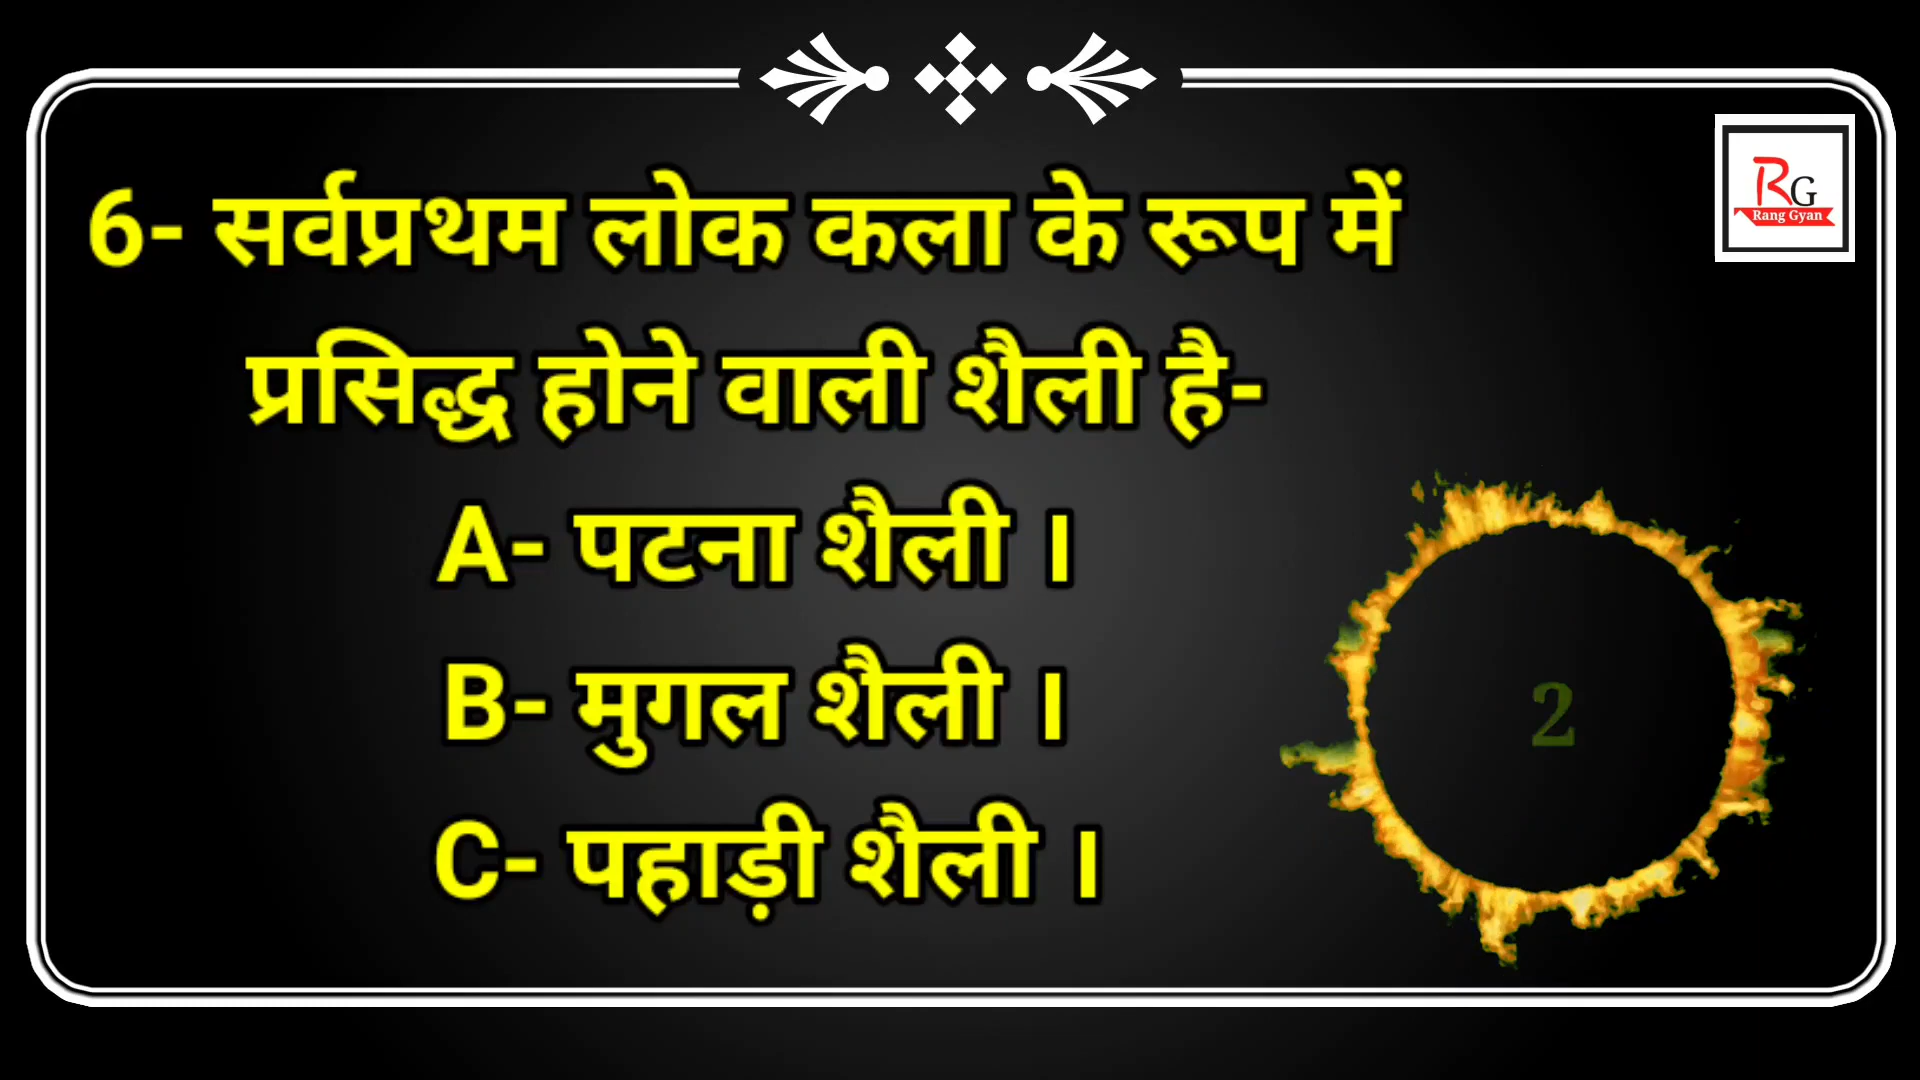 6- सर्वप्रथम लोक कला के रूप में
प्रसिद्ध होने वाली शैली है-
A- पटना शैली ।
B- मुगल शैली ।
C- पहाड़ी शैली ।
RG
Rang Gyan
2